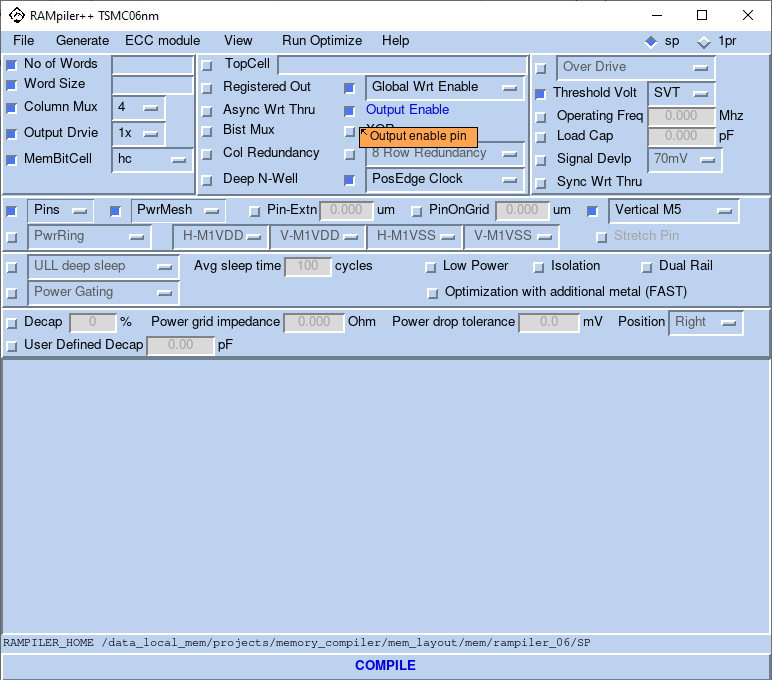 RAMpiler++ TSMC06nm
File Generate ECC module View Run Optimize Help sp 1pr
No of Words
Word Size
Column Mux 4
Output Drvie 1x
MemBitCell hc
TopCell
Registered Out Global Wrt Enable
Async Wrt Thru Output Enable
Bist Mux
Output enable pin
Col Redundancy 8 Row Redundancy
Deep N-Well PosEdge Clock
Over Drive
Threshold Volt SVT
Operating Freq 0.000 Mhz
Load Cap 0.000 pF
Signal Devlp 70mV
Sync Wrt Thru
Pins PwrMesh Pin-Extn 0.000 um PinOnGrid 0.000 um Vertical M5
PwrRing H-M1VDD V-M1VDD H-M1VSS V-M1VSS Stretch Pin
ULL deep sleep Avg sleep time 100 cycles Low Power Isolation Dual Rail
Power Gating Optimization with additional metal (FAST)
Decap 0 % Power grid impedance 0.000 Ohm Power drop tolerance 0.0 mV Position Right
User Defined Decap 0.00 pF
RAMPILER_HOME /data_local_mem/projects/memory_compiler/mem_layout/mem/rampiler_06/SP
COMPILE